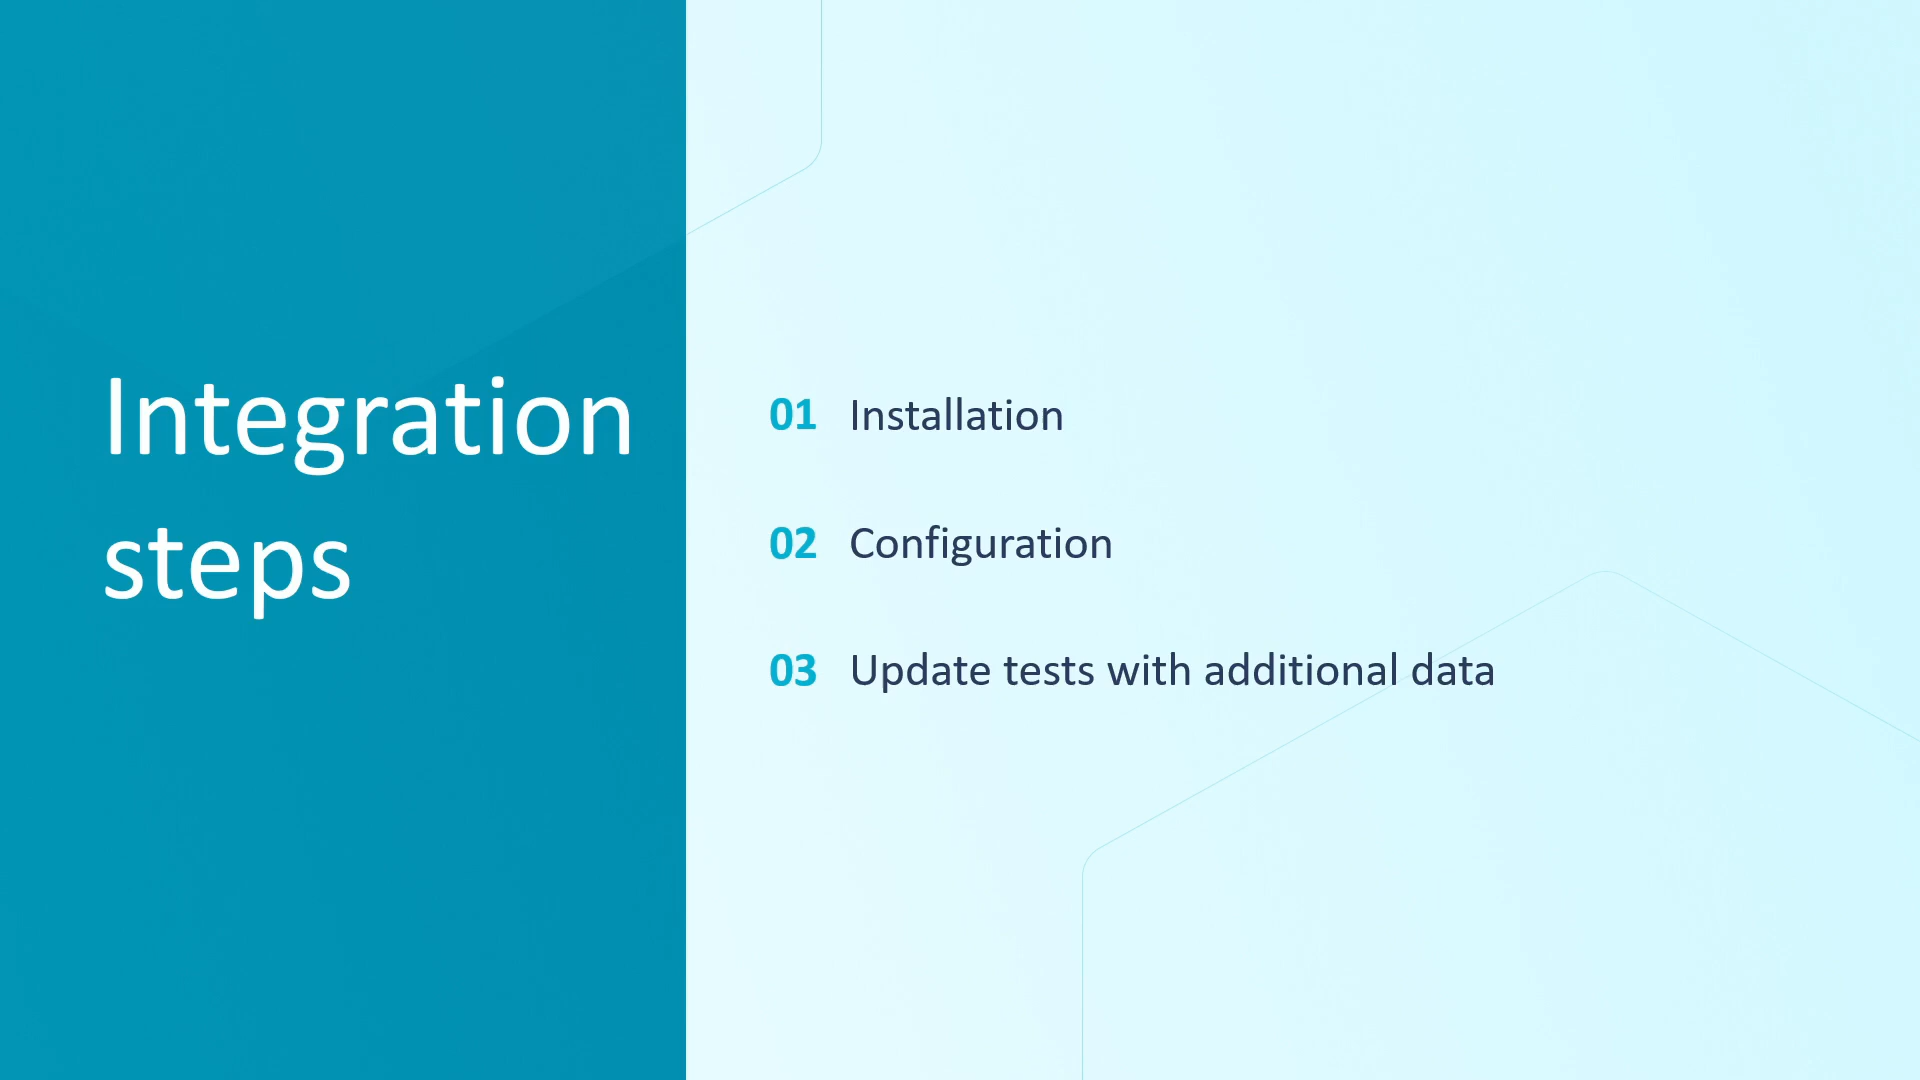 Integration
steps
01 Installation
02 Configuration
03 Update tests with additional data